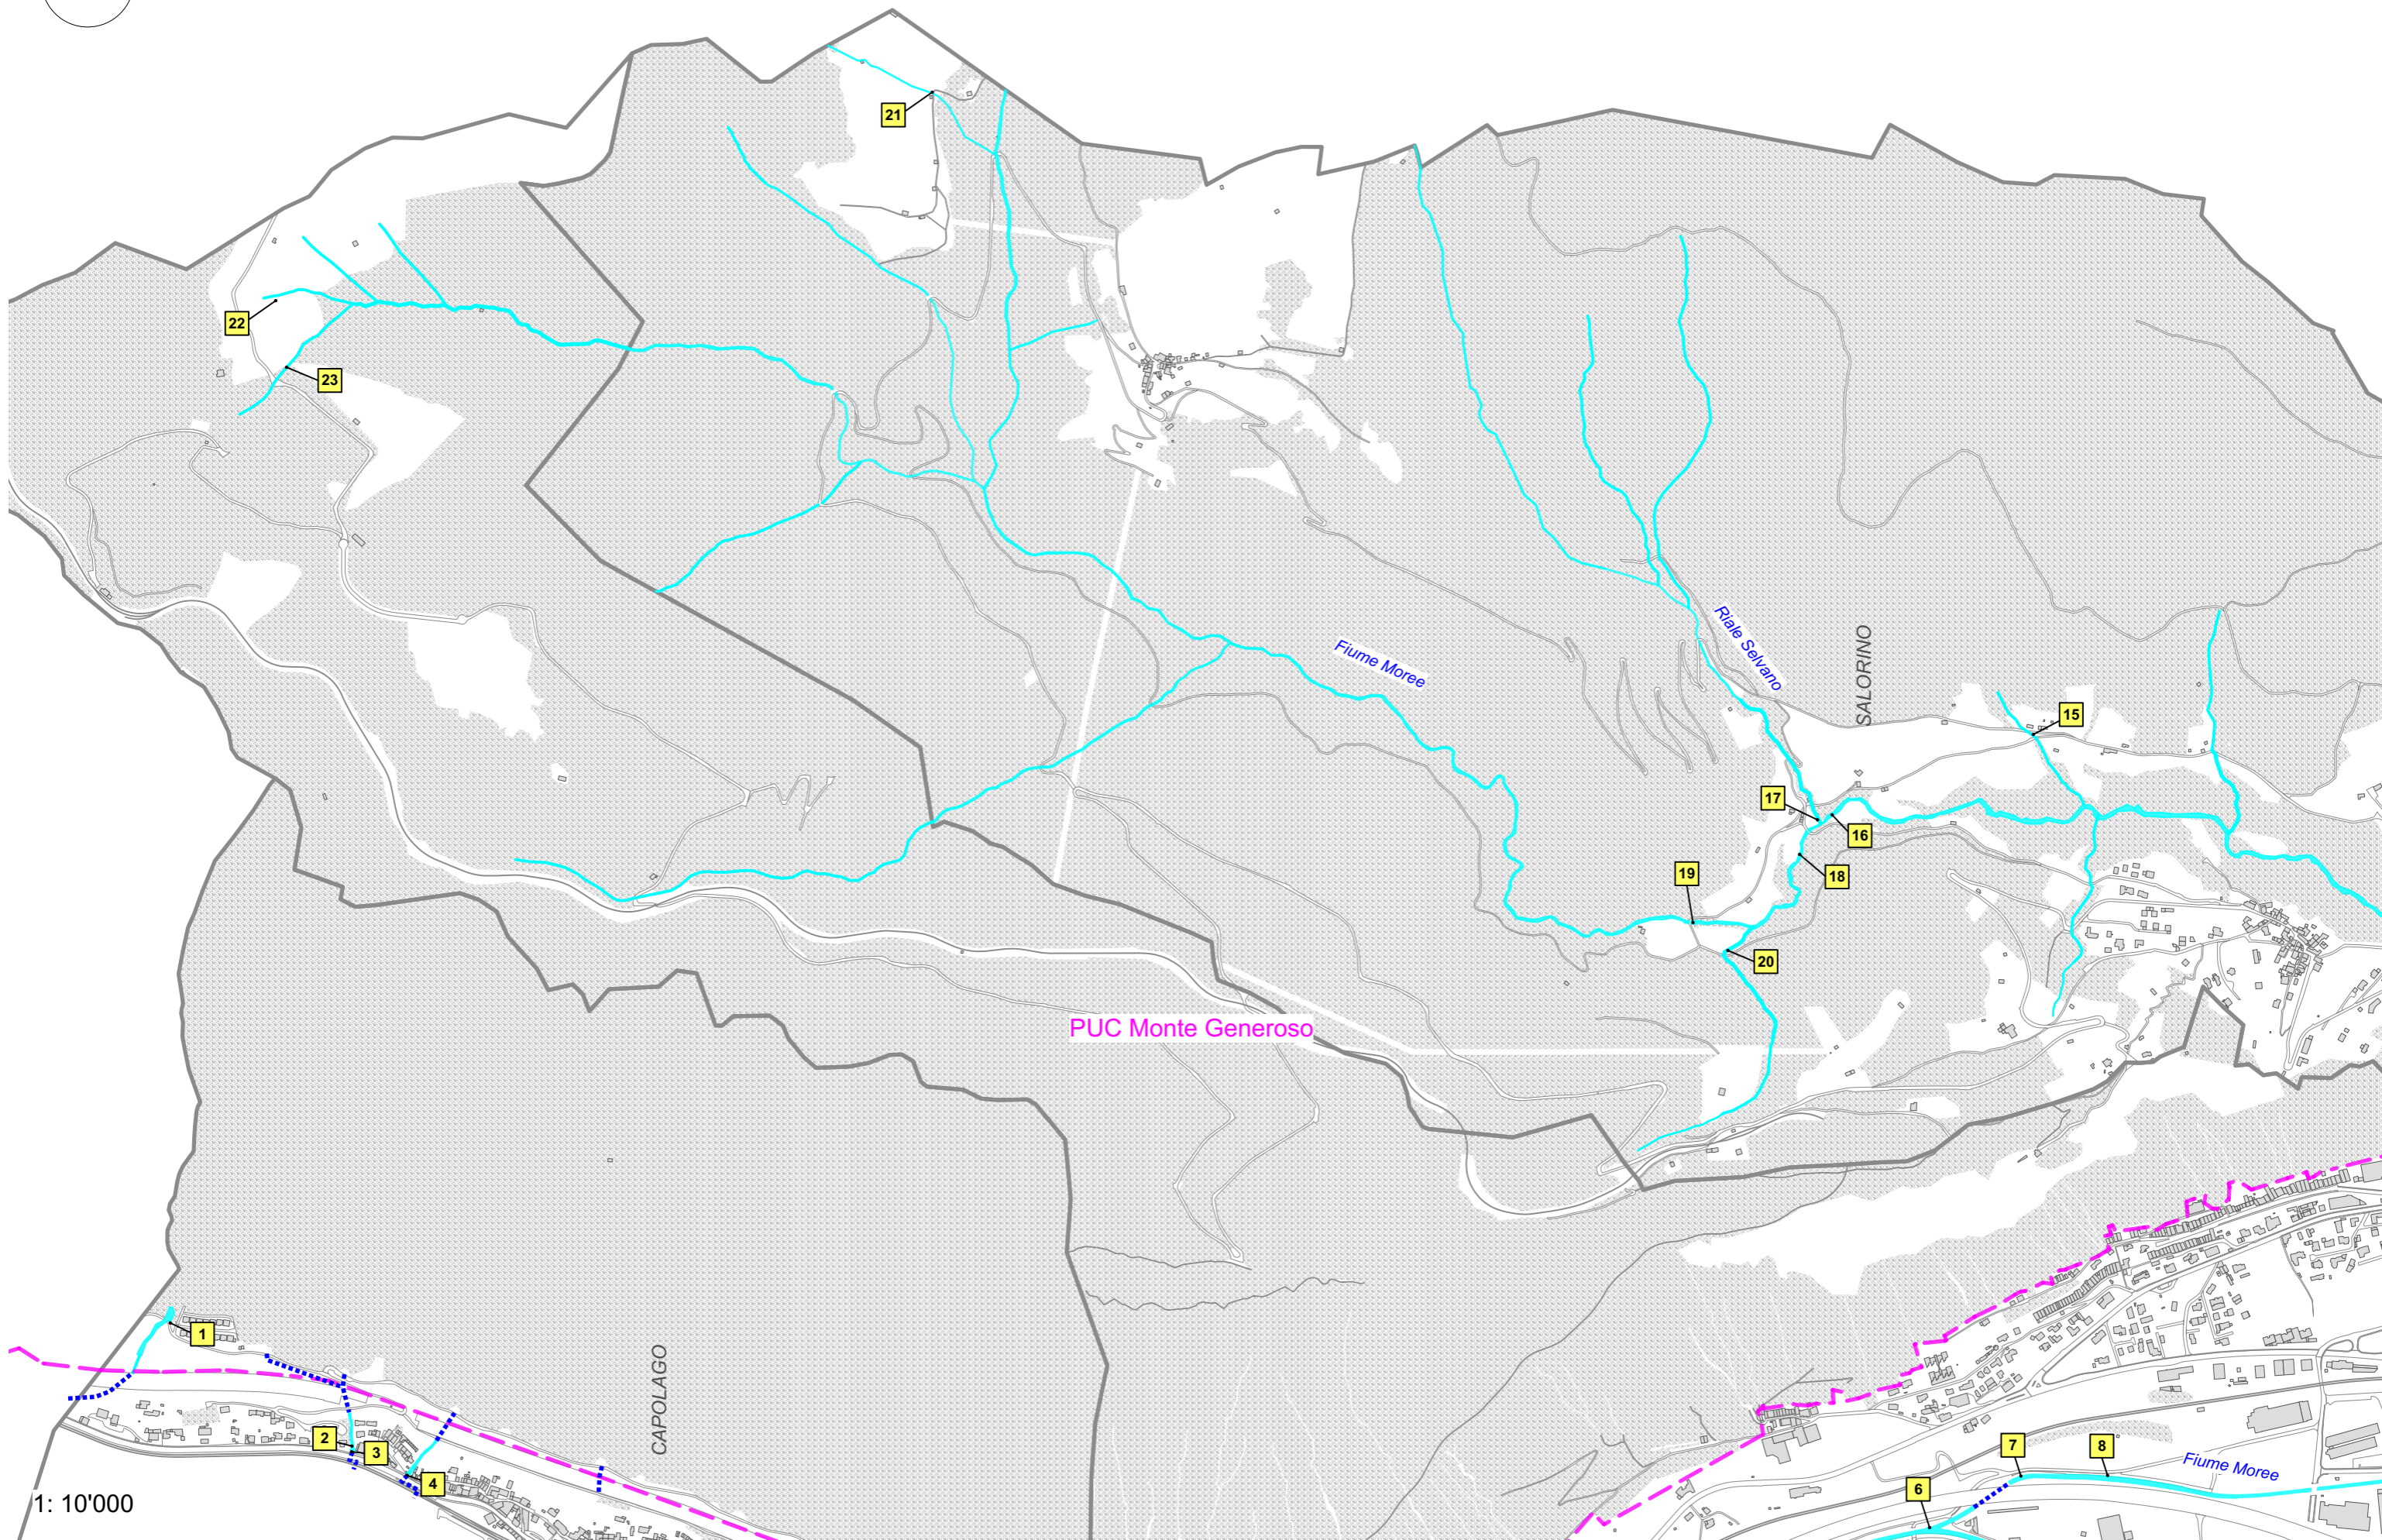 21
22
23
Fiume Moree
Riale Selvano
SALORINO
15
17
16
18
19
20
PUC Monte Generoso
1
CAPOLAGO
2
3
4
7
8
Fiume Moree
6
1: 10'000